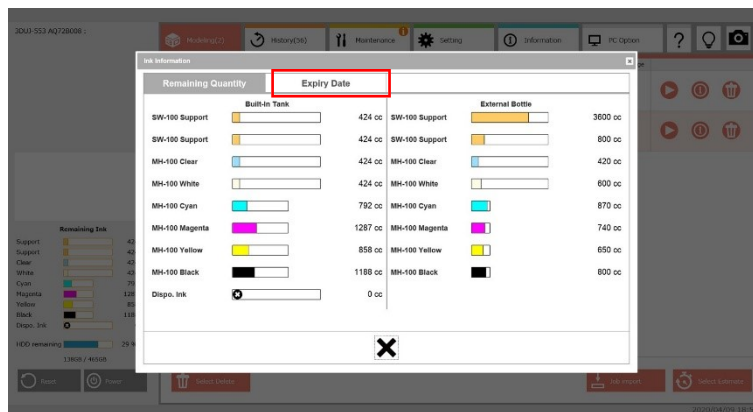 3DUJ-553 AQ72B008 :
Modeling(2)
History(56)
Maintenance
Setting
Information
PC Option
Ink Information
Remaining Quantity
Expiry Date
Built-In Tank
External Bottle
SW-100 Support 424 cc SW-100 Support 3600 cc
SW-100 Support 424 cc SW-100 Support 800 cc
MH-100 Clear 424 cc MH-100 Clear 420 cc
MH-100 White 424 cc MH-100 White 600 cc
MH-100 Cyan 792 cc MH-100 Cyan 870 cc
MH-100 Magenta 1287 cc MH-100 Magenta 740 cc
MH-100 Yellow 858 cc MH-100 Yellow 650 cc
MH-100 Black 1188 cc MH-100 Black 800 cc
Dispo. Ink 0 cc
Remaining Ink
Support
Support
Clear
White
Cyan
Magenta
Yellow
Black
Dispo. Ink
HDD remaining
Reset
Power
Select Delete
Job Import
Select Estimate